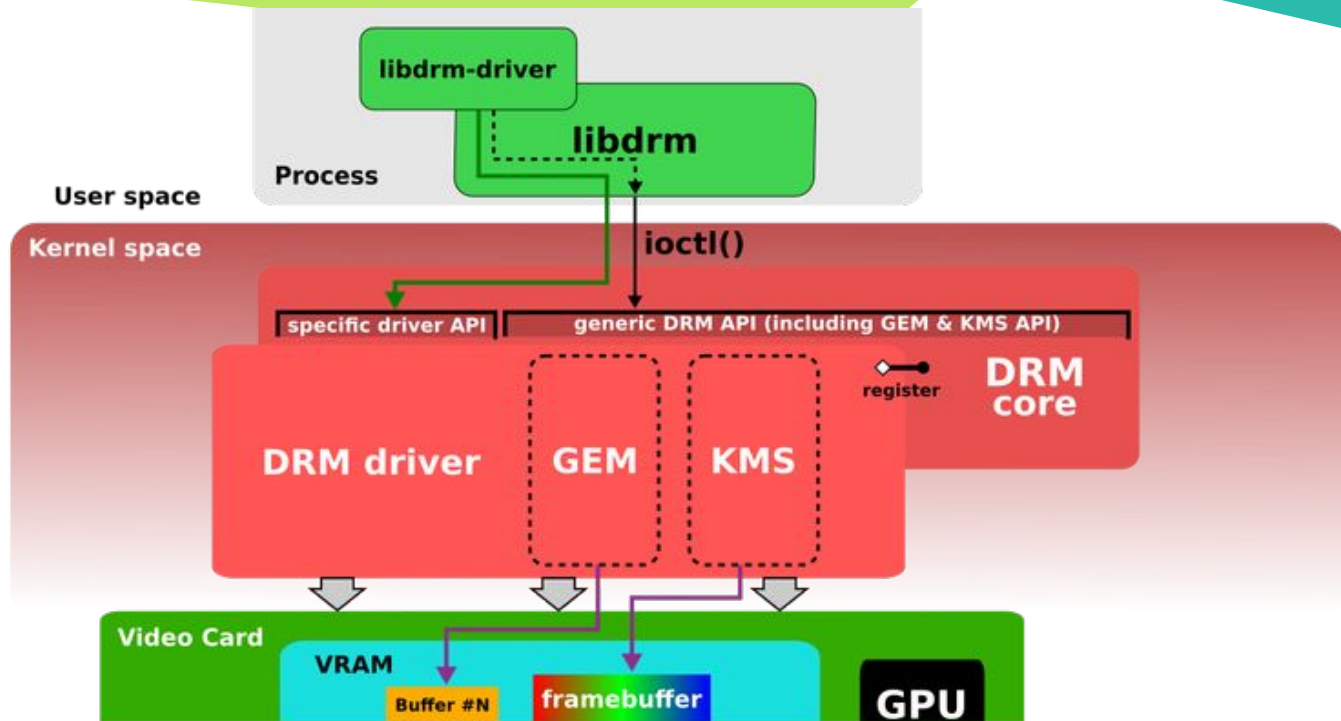 libdrm-driver
libdrm
Process
User space
Kernel space
ioctl()
specific driver API
generic DRM API (including GEM & KMS API)
register
DRM
core
DRM driver
GEM
KMS
Video Card
VRAM
Buffer #N
framebuffer
GPU